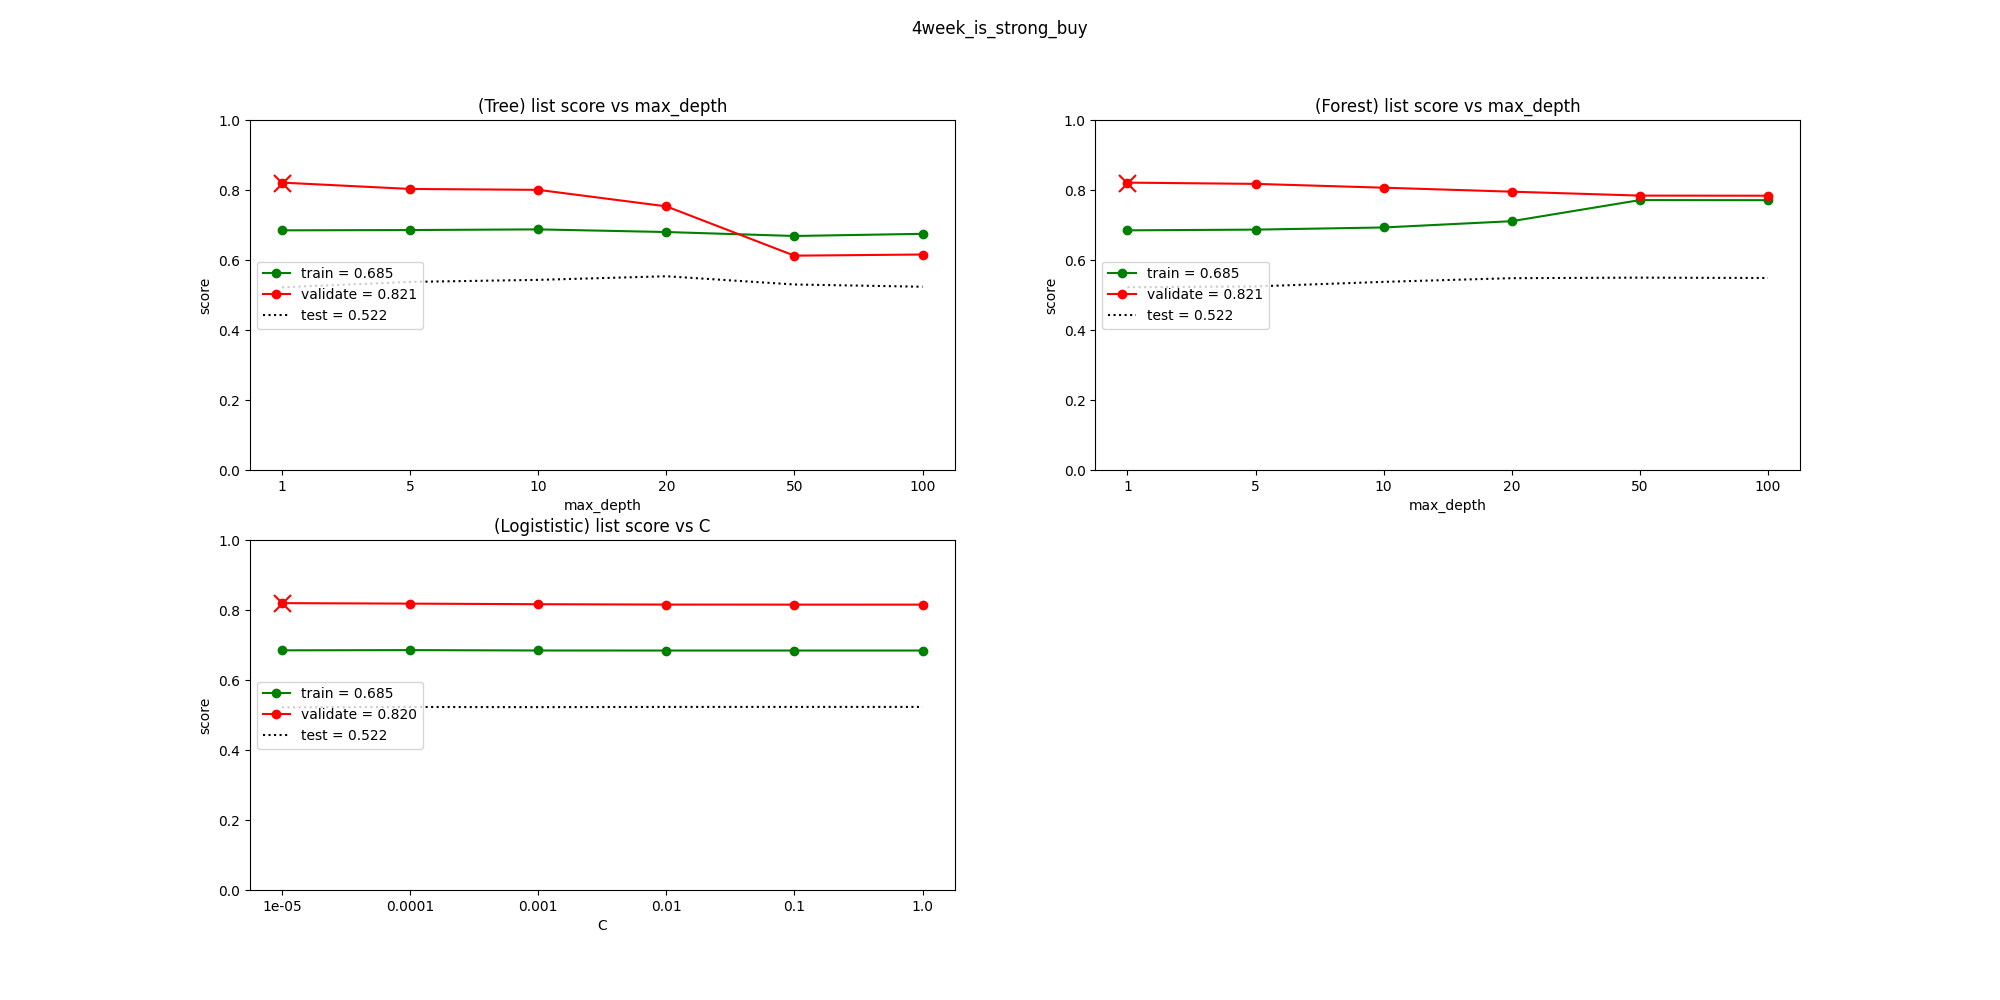 4week_is_strong_buy
(Tree) list score vs max_depth
1.0
0.8
0.6
0.4
0.2
0.0
score
train = 0.685
validate = 0.821
test = 0.522
1 5 10 20 50 100
max_depth
(Forest) list score vs max_depth
1.0
0.8
0.6
0.4
0.2
0.0
score
train = 0.685
validate = 0.821
test = 0.522
1 5 10 20 50 100
max_depth
(Logististic) list score vs C
1.0
0.8
0.6
0.4
0.2
0.0
score
train = 0.685
validate = 0.820
test = 0.522
1e-05 0.0001 0.001 0.01 0.1 1.0
C